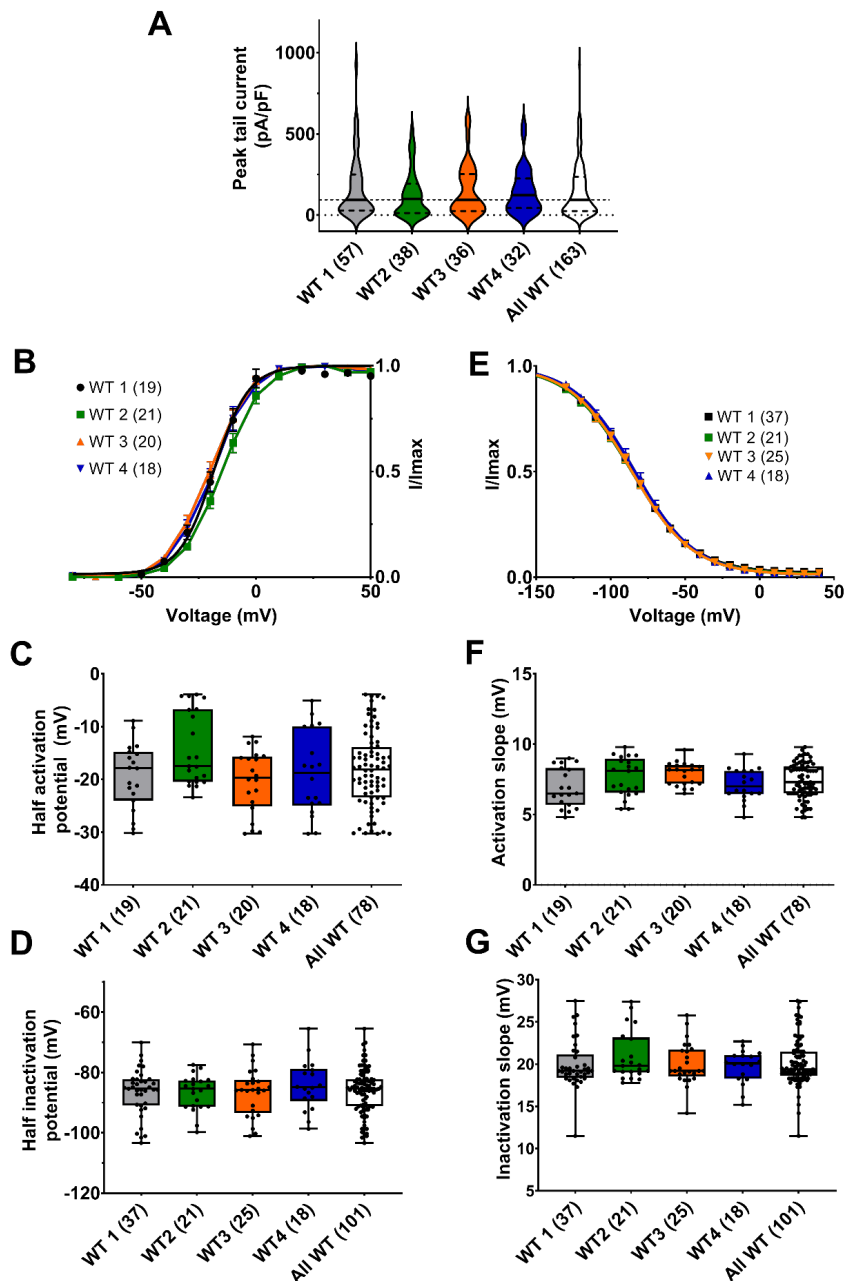 A
Peak tail current
(pA/pF)
1000
500
0
WT 1 (57)
WT2 (38)
WT3 (36)
WT4 (32)
All WT (163)
B
WT 1 (19)
WT 2 (21)
WT 3 (20)
WT 4 (18)
1.0
0.5
0.0
I/Imax
-50
0
50
Voltage (mV)
E
1.0
0.5
0.0
I/Imax
WT 1 (37)
WT 2 (21)
WT 3 (25)
WT 4 (18)
-150
-100
-50
0
50
Voltage (mV)
C
Half activation
potential (mV)
0
-10
-20
-30
-40
WT 1 (19)
WT 2 (21)
WT 3 (20)
WT 4 (18)
All WT (78)
F
Activation slope (mV)
15
10
5
0
WT 1 (19)
WT 2 (21)
WT 3 (20)
WT 4 (18)
All WT (78)
D
Half inactivation
potential (mV)
-60
-80
-100
-120
WT 1 (37)
WT2 (21)
WT3 (25)
WT4 (18)
All WT (101)
G
Inactivation slope (mV)
30
25
20
15
10
5
WT 1 (37)
WT2 (21)
WT3 (25)
WT4 (18)
All WT (101)